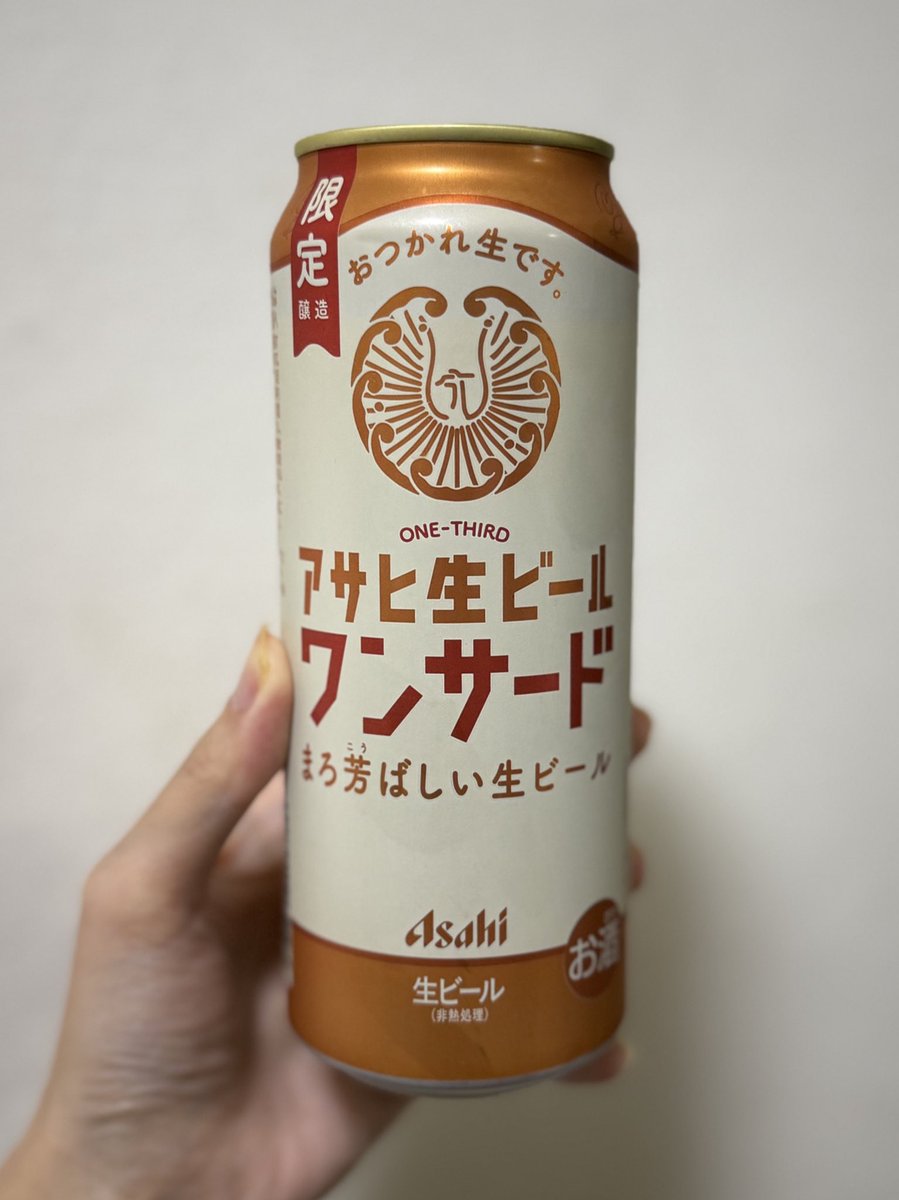 限定
醸造
おつかれ生です。
ONE-THIRD
アサヒ生ビール
ワンサード
こう
まろ芳ばしい生ビール
Asahi
お酒
生ビール
(非熱処理)